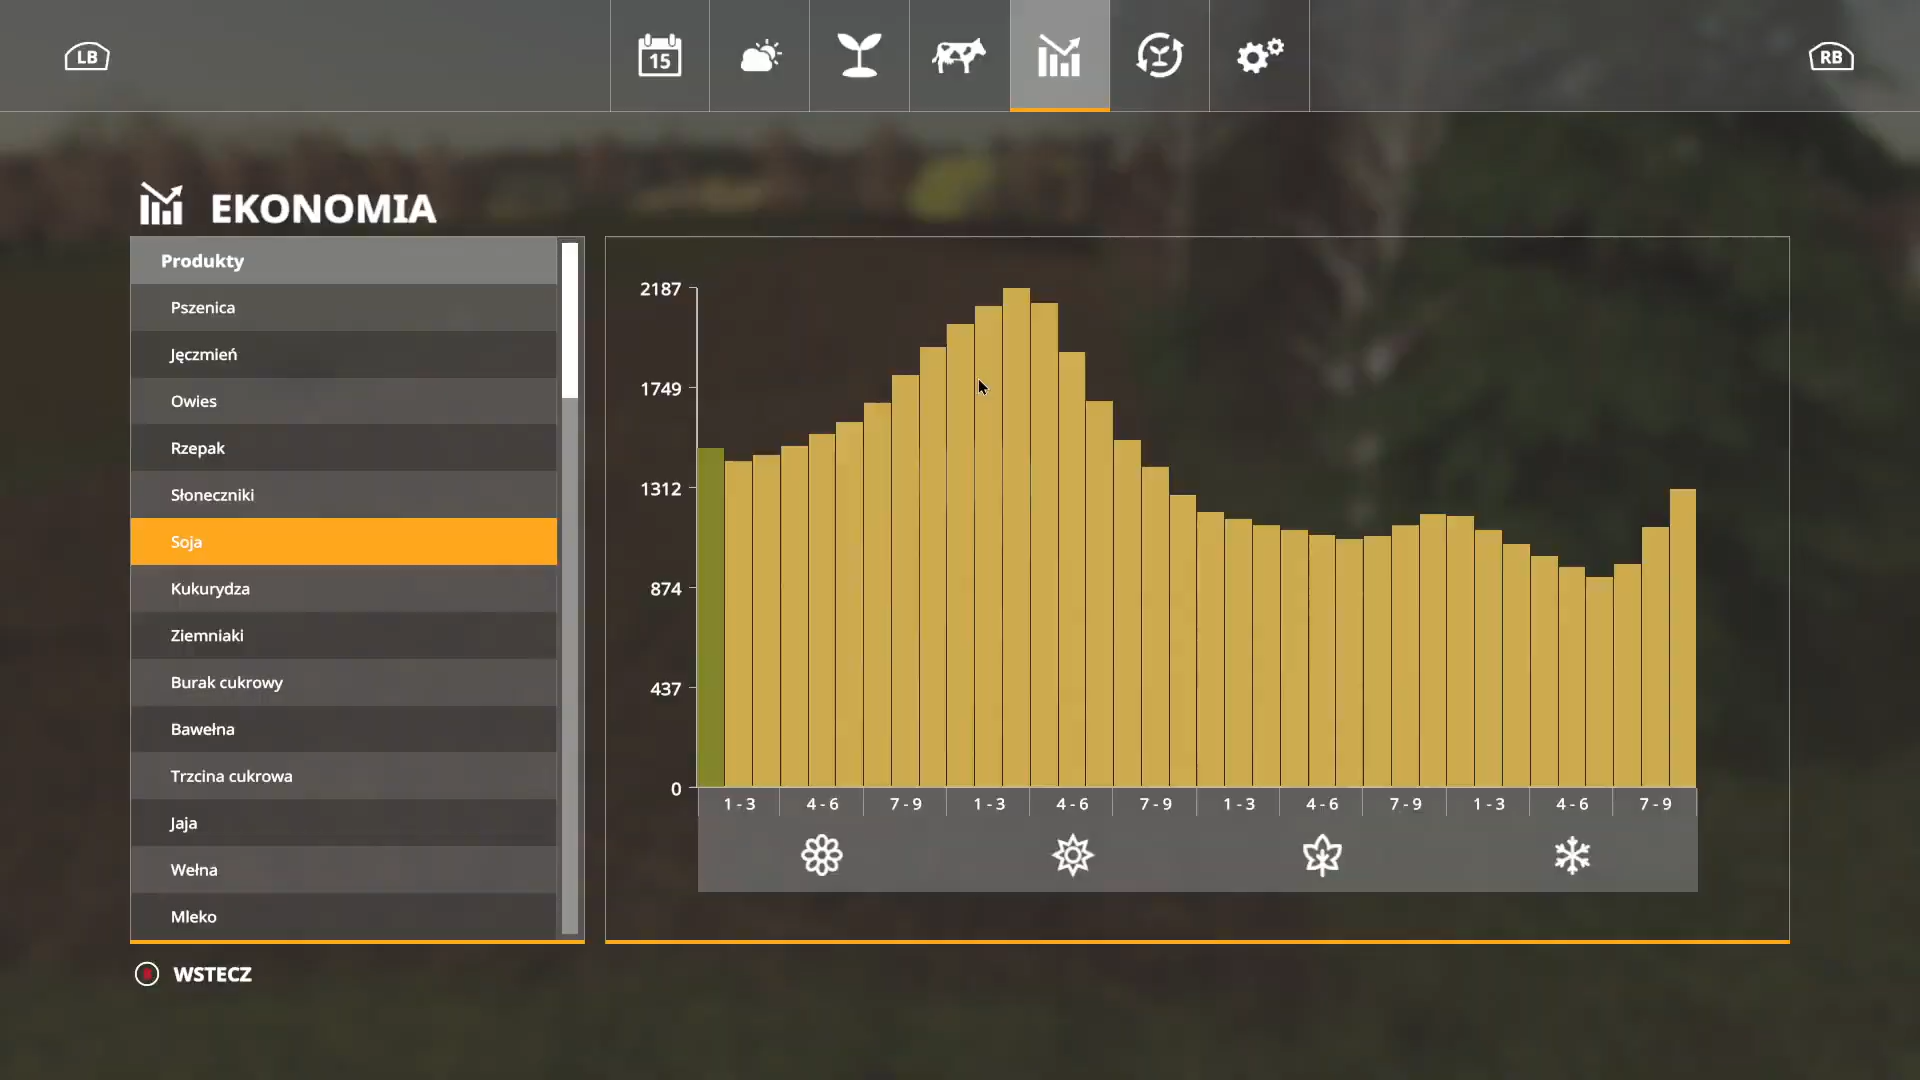 LB
15
RB
EKONOMIA
Produkty
Pszenica
Jęczmień
Owies
Rzepak
Słoneczniki
Soja
Kukurydza
Ziemniaki
Burak cukrowy
Bawełna
Trzcina cukrowa
Jaja
Wełna
Mleko
2187
1749
1312
874
437
0
1 - 3 4 - 6 7 - 9 1 - 3 4 - 6 7 - 9 1 - 3 4 - 6 7 - 9 1 - 3 4 - 6 7 - 9
WSTECZ